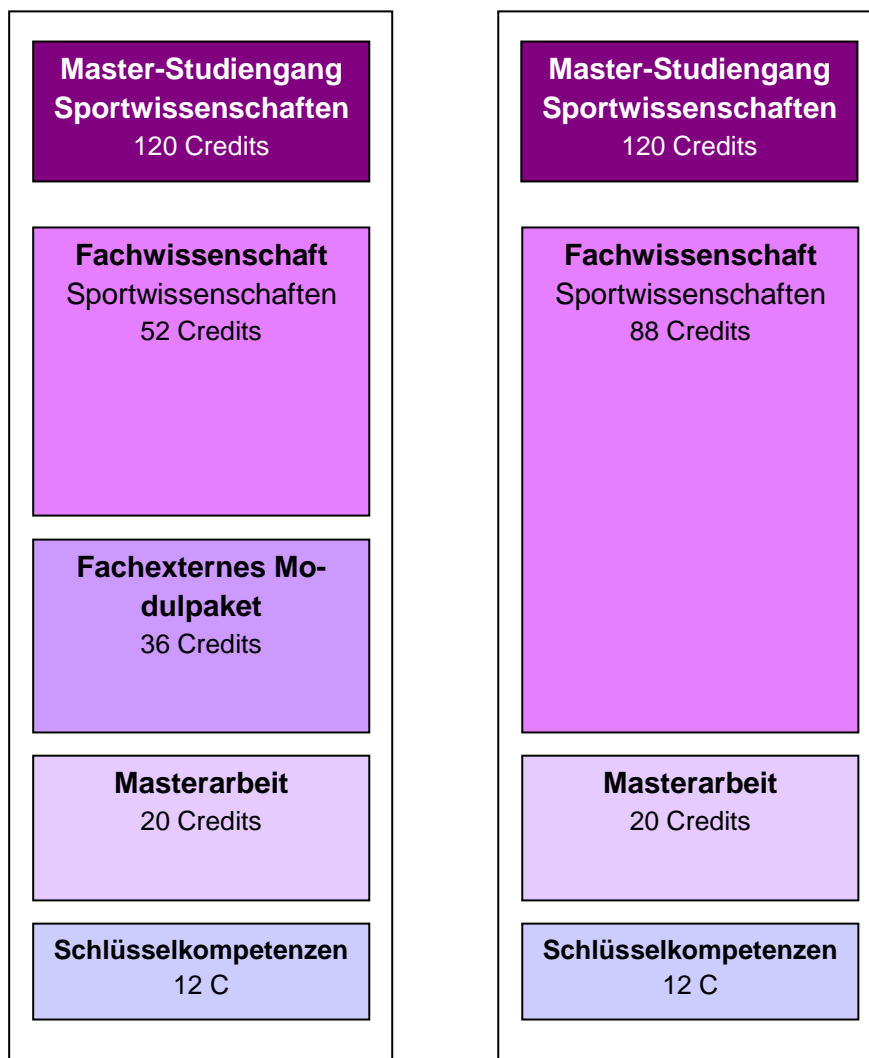 Master-Studiengang
Sportwissenschaften
120 Credits
Fachwissenschaft
Sportwissenschaften
52 Credits
Fachexternes Mo-
dulpaket
36 Credits
Masterarbeit
20 Credits
Schlüsselkompetenzen
12 C
Master-Studiengang
Sportwissenschaften
120 Credits
Fachwissenschaft
Sportwissenschaften
88 Credits
Masterarbeit
20 Credits
Schlüsselkompetenzen
12 C